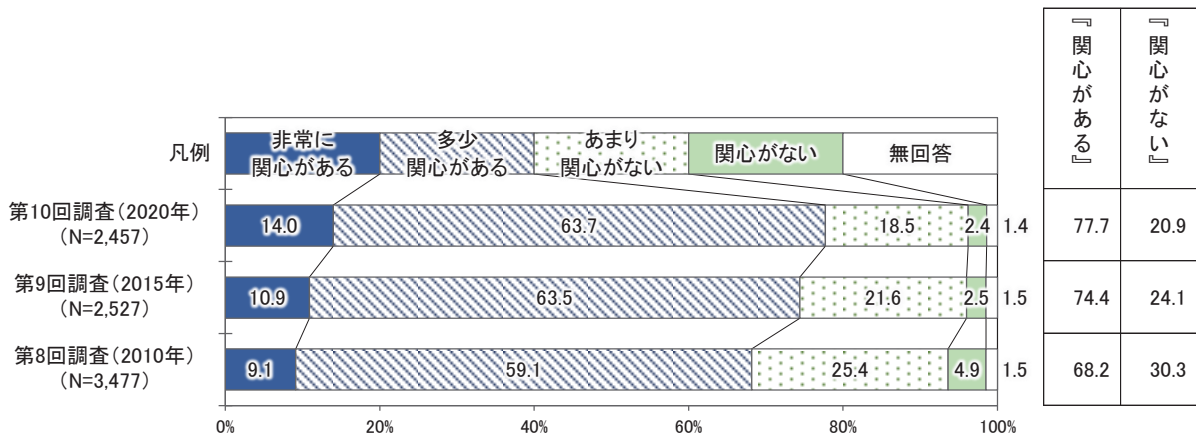 『関心がある』
『関心がない』
凡例
非常に
関心がある
多少
関心がある
あまり
関心がない
関心がない
無回答
第10回調査(2020年)
(N=2,457)
14.0
63.7
18.5
2.4
1.4
77.7
20.9
第9回調査(2015年)
(N=2,527)
10.9
63.5
21.6
2.5
1.5
74.4
24.1
第8回調査(2010年)
(N=3,477)
9.1
59.1
25.4
4.9
1.5
68.2
30.3
0%
20%
40%
60%
80%
100%